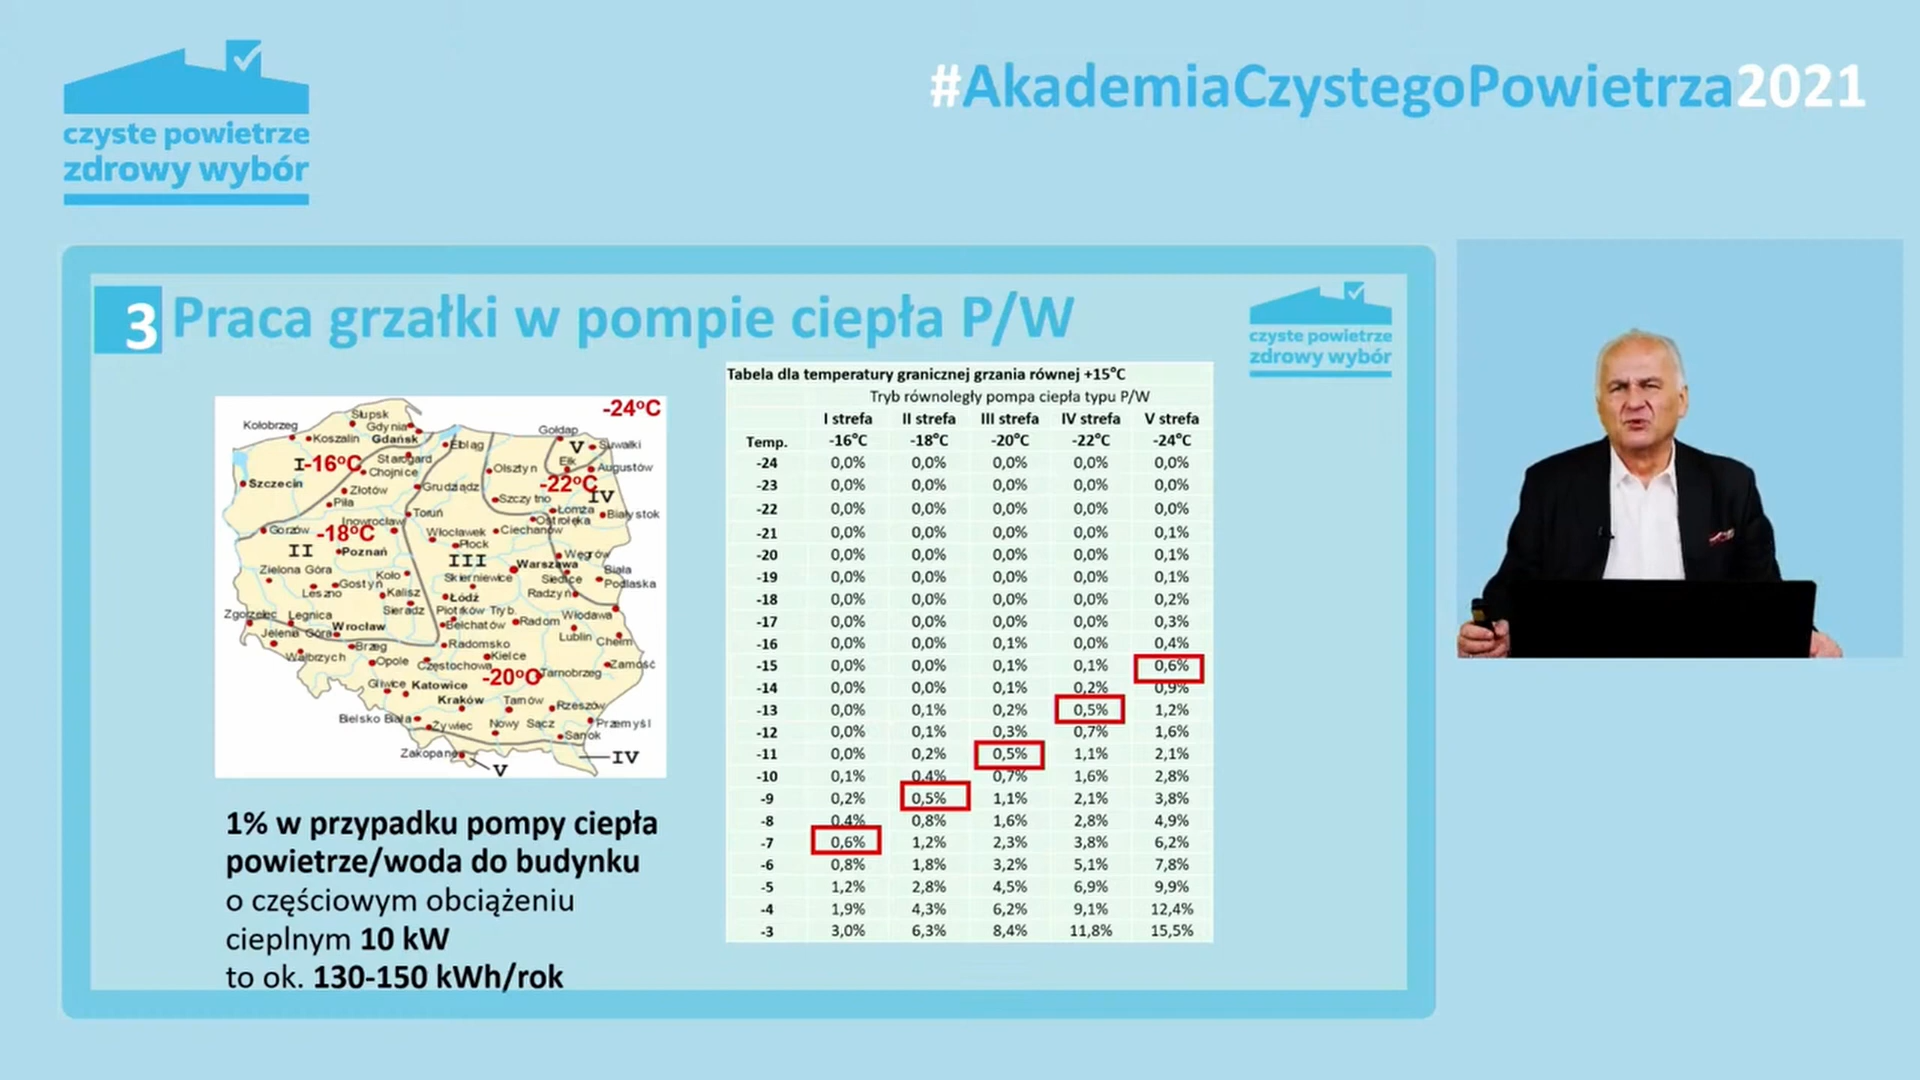 czyste powietrze
zdrowy wybór
#AkademiaCzystegoPowietrza2021
3 Praca grzałki w pompie ciepła P/W
czyste powietrze
zdrowy wybór
-24°C
Słupsk
Kołobrzeg
Gdynia
Koszalin
Gdańsk
Elbląg
Gołdap
V
Suwałki
I
-16°C
Starogard
Chojnice
Olsztyn
Ełk
Augustów
Szczecin
Złotów
Grudziądz
-22°C
IV
Piła
Szczytno
Łomża
Białystok
Inowrocław
Toruń
Ostrołęka
Gorzów
-18°C
Włocławek
Ciechanów
II
Poznań
Płock
Węgrów
III
Warszawa
Biała
Podlaska
Zielona Góra
Koło
Skierniewice
Siedlce
Gostyń
Leszno
Kalisz
Łódź
Radzyń
Sieradz
Piotrków Tryb.
Zgorzelec
Legnica
Wrocław
Bełchatów
Radom
Włodawa
Jelenia Góra
Lublin
Chełm
Wałbrzych
Brzeg
Radomsko
Opole
Częstochowa
Kielce
Zamość
-20°C
Tarnobrzeg
Gliwice
Katowice
Kraków
Tarnów
Rzeszów
Bielsko Biała
Żywiec
Nowy Sącz
Przemyśl
Sanok
Zakopane
IV
V
1% w przypadku pompy ciepła
powietrze/woda do budynku
o częściowym obciążeniu
cieplnym 10 kW
to ok. 130-150 kWh/rok
Tabela dla temperatury granicznej grzania równej +15°C
Tryb równoległy pompa ciepła typu P/W
I strefa II strefa III strefa IV strefa V strefa
Temp. -16°C -18°C -20°C -22°C -24°C
-24 0,0% 0,0% 0,0% 0,0% 0,0%
-23 0,0% 0,0% 0,0% 0,0% 0,0%
-22 0,0% 0,0% 0,0% 0,0% 0,0%
-21 0,0% 0,0% 0,0% 0,0% 0,1%
-20 0,0% 0,0% 0,0% 0,0% 0,1%
-19 0,0% 0,0% 0,0% 0,0% 0,1%
-18 0,0% 0,0% 0,0% 0,0% 0,2%
-17 0,0% 0,0% 0,0% 0,0% 0,3%
-16 0,0% 0,0% 0,1% 0,0% 0,4%
-15 0,0% 0,0% 0,1% 0,1% 0,6%
-14 0,0% 0,0% 0,1% 0,2% 0,9%
-13 0,0% 0,1% 0,2% 0,5% 1,2%
-12 0,0% 0,1% 0,3% 0,7% 1,6%
-11 0,0% 0,2% 0,5% 1,1% 2,1%
-10 0,1% 0,4% 0,7% 1,6% 2,8%
-9 0,2% 0,5% 1,1% 2,1% 3,8%
-8 0,4% 0,8% 1,6% 2,8% 4,9%
-7 0,6% 1,2% 2,3% 3,8% 6,2%
-6 0,8% 1,8% 3,2% 5,1% 7,8%
-5 1,2% 2,8% 4,5% 6,9% 9,9%
-4 1,9% 4,3% 6,2% 9,1% 12,4%
-3 3,0% 6,3% 8,4% 11,8% 15,5%